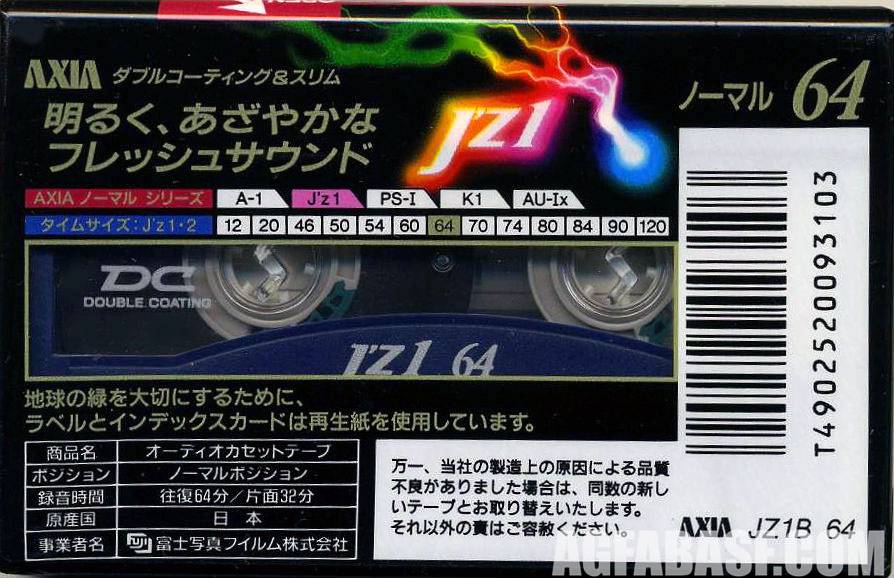 AXIA ダブルコーティング&スリム
明るく、あざやかな
フレッシュサウンド
J'Z1
ノーマル 64
AXIA ノーマル シリーズ A-1 J'z1 PS-I K1 AU-Ix
タイムサイズ:J'z1・2 12 20 46 50 54 60 64 70 74 80 84 90 120
DC
DOUBLE COATING
J'Z1 64
地球の緑を大切にするために、
ラベルとインデックスカードは再生紙を使用しています。
商品名 オーディオカセットテープ
ポジション ノーマルポジション
録音時間 往復64分/片面32分
原産国 日本
事業者名 FUJI 富士写真フイルム株式会社
万一、当社の製造上の原因による品質
不良がありました場合は、同数の新し
いテープとお取り替えいたします。
それ以外の責はご容赦ください。
T4902520093103
AXIA JZ1B 64
AGFABASE.COM